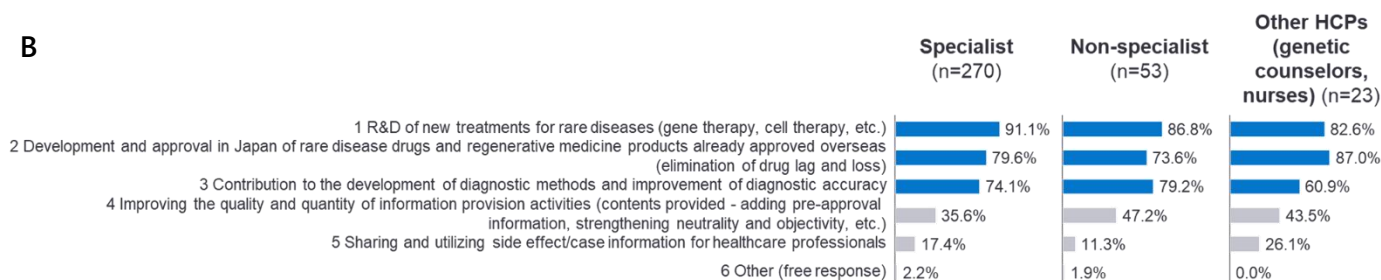 B
Specialist
(n=270)
Non-specialist
(n=53)
Other HCPs
(genetic
counselors,
nurses) (n=23)
1 R&D of new treatments for rare diseases (gene therapy, cell therapy, etc.) 91.1% 86.8% 82.6%
2 Development and approval in Japan of rare disease drugs and regenerative medicine products already approved overseas
(elimination of drug lag and loss) 79.6% 73.6% 87.0%
3 Contribution to the development of diagnostic methods and improvement of diagnostic accuracy 74.1% 79.2% 60.9%
4 Improving the quality and quantity of information provision activities (contents provided - adding pre-approval
information, strengthening neutrality and objectivity, etc.) 35.6% 47.2% 43.5%
5 Sharing and utilizing side effect/case information for healthcare professionals 17.4% 11.3% 26.1%
6 Other (free response) 2.2% 1.9% 0.0%